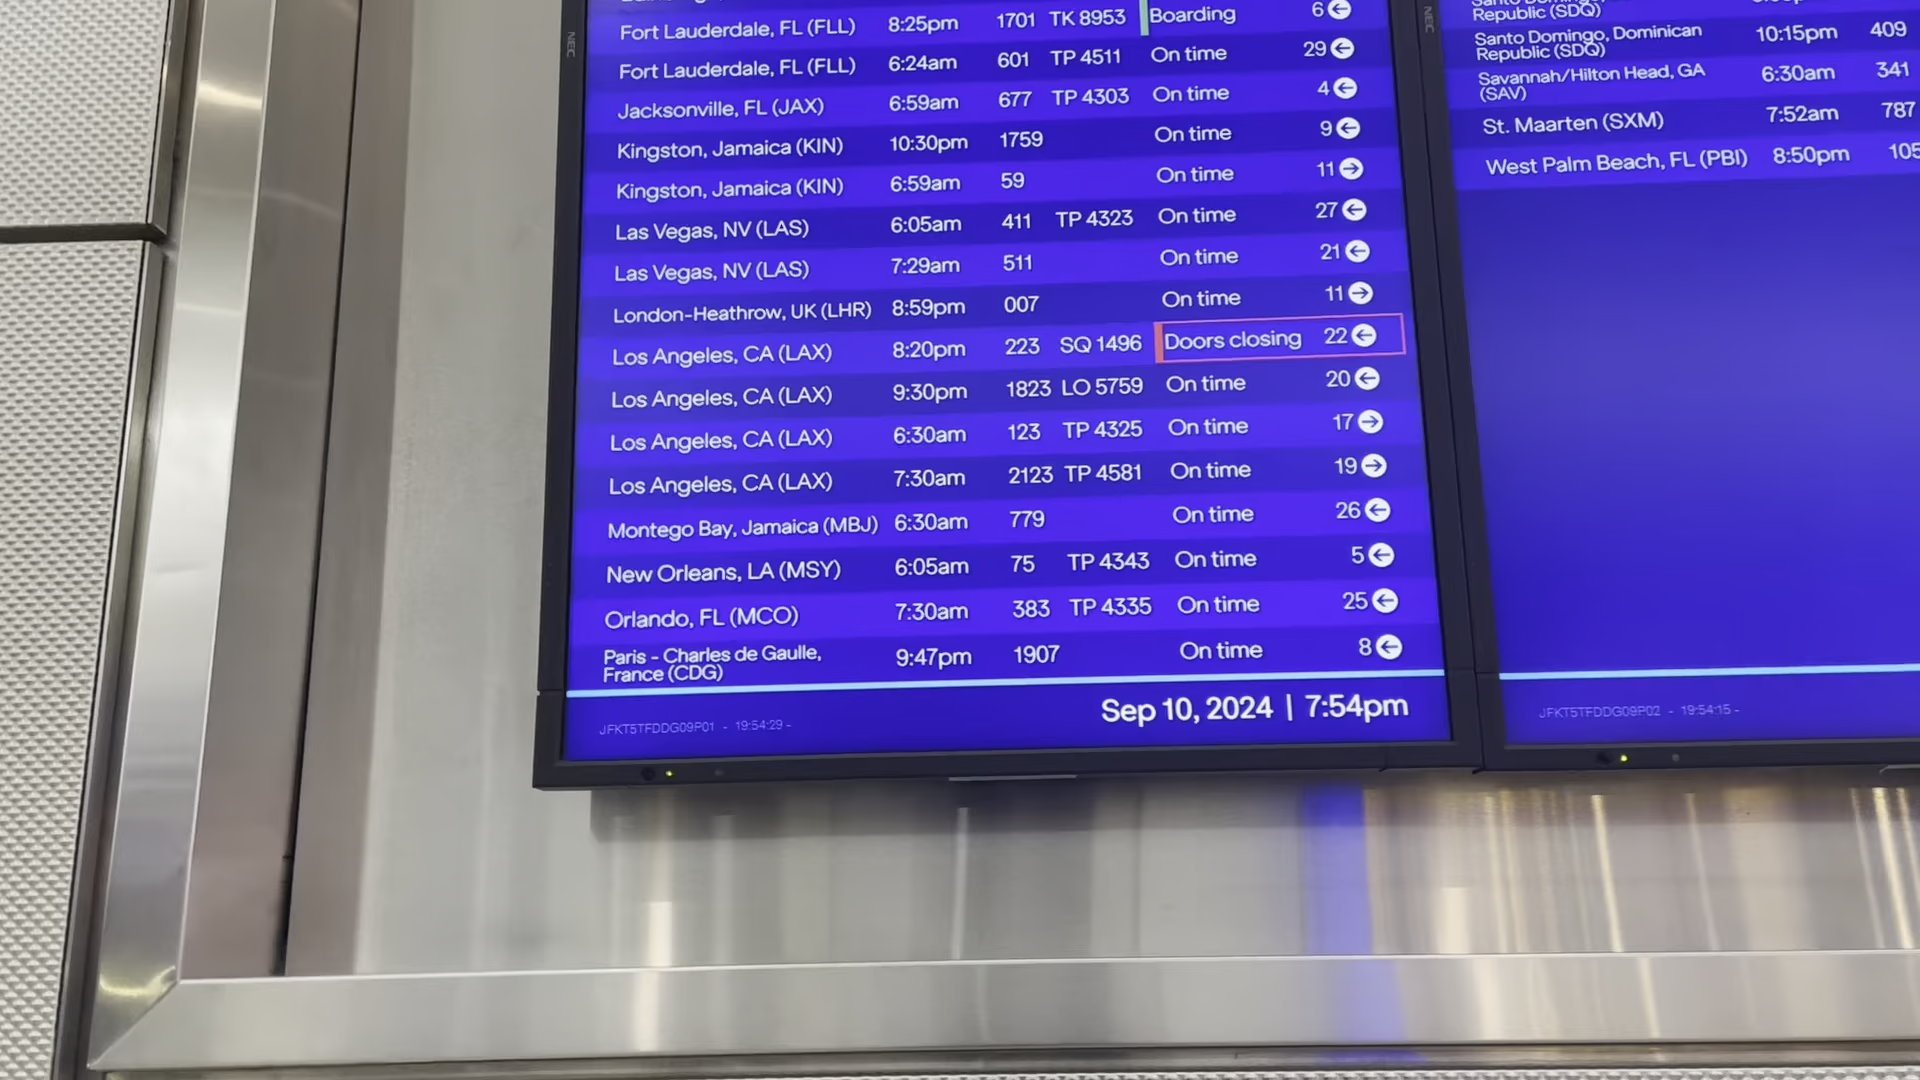 Fort Lauderdale, FL (FLL) 8:25pm 1701 TK 8953 Boarding 6 ←
Fort Lauderdale, FL (FLL) 6:24am 601 TP 4511 On time 29 ←
Jacksonville, FL (JAX) 6:59am 677 TP 4303 On time 4 ←
Kingston, Jamaica (KIN) 10:30pm 1759 On time 9 ←
Kingston, Jamaica (KIN) 6:59am 59 On time 11 →
Las Vegas, NV (LAS) 6:05am 411 TP 4323 On time 27 ←
Las Vegas, NV (LAS) 7:29am 511 On time 21 ←
London-Heathrow, UK (LHR) 8:59pm 007 On time 11 →
Los Angeles, CA (LAX) 8:20pm 223 SQ 1496 Doors closing 22 ←
Los Angeles, CA (LAX) 9:30pm 1823 LO 5759 On time 20 ←
Los Angeles, CA (LAX) 6:30am 123 TP 4325 On time 17 →
Los Angeles, CA (LAX) 7:30am 2123 TP 4581 On time 19 →
Montego Bay, Jamaica (MBJ) 6:30am 779 On time 26 ←
New Orleans, LA (MSY) 6:05am 75 TP 4343 On time 5 ←
Orlando, FL (MCO) 7:30am 383 TP 4335 On time 25 ←
Paris - Charles de Gaulle,
France (CDG) 9:47pm 1907 On time 8 ←
Sep 10, 2024 | 7:54pm
JFKT5TFDDG09P01 - 19:54:29 -
NEC
NEC
Santo Domingo, Dominican
Republic (SDQ)
Santo Domingo, Dominican
Republic (SDQ) 10:15pm 409
Savannah/Hilton Head, GA
(SAV) 6:30am 341
St. Maarten (SXM) 7:52am 787
West Palm Beach, FL (PBI) 8:50pm 105
JFKT5TFDDG09P02 - 19:54:15 -